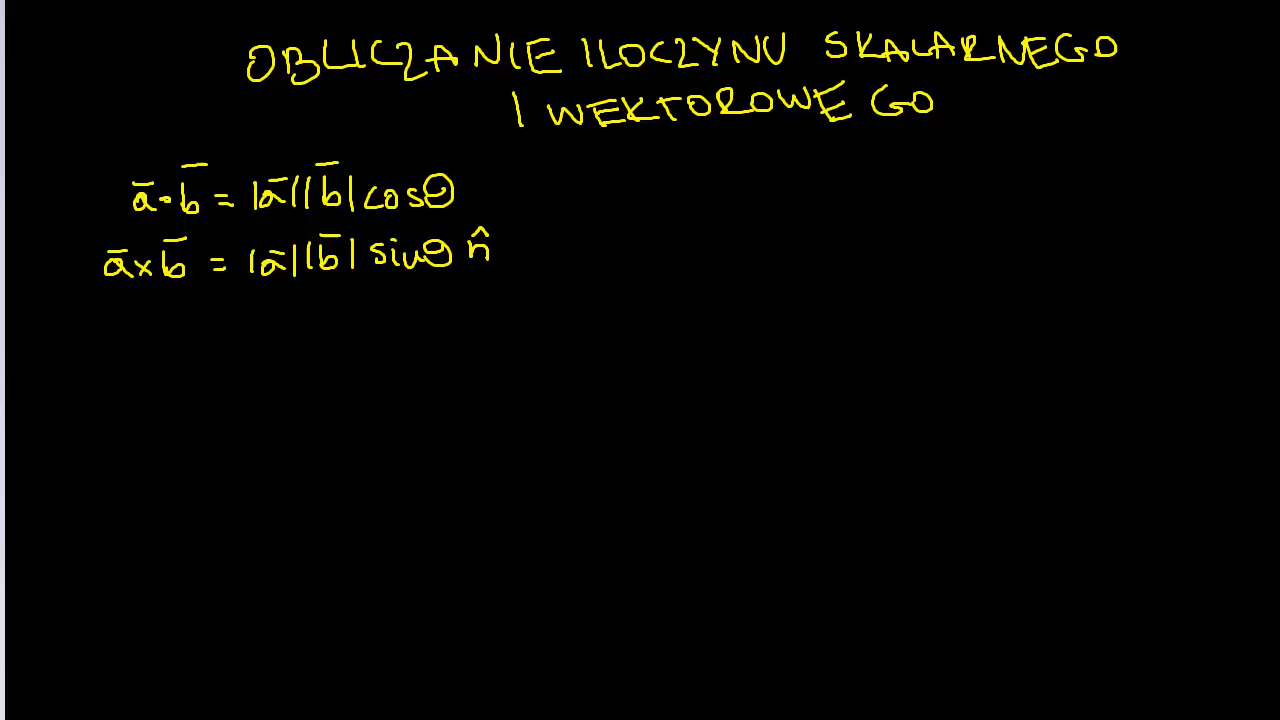 OBLICZANIE ILOCZYNU SKALARNEGO
I WEKTOROWEGO
a̅·b̅ = |a̅||b̅| cosθ
a̅×b̅ = |a̅||b̅| sinθ n̂